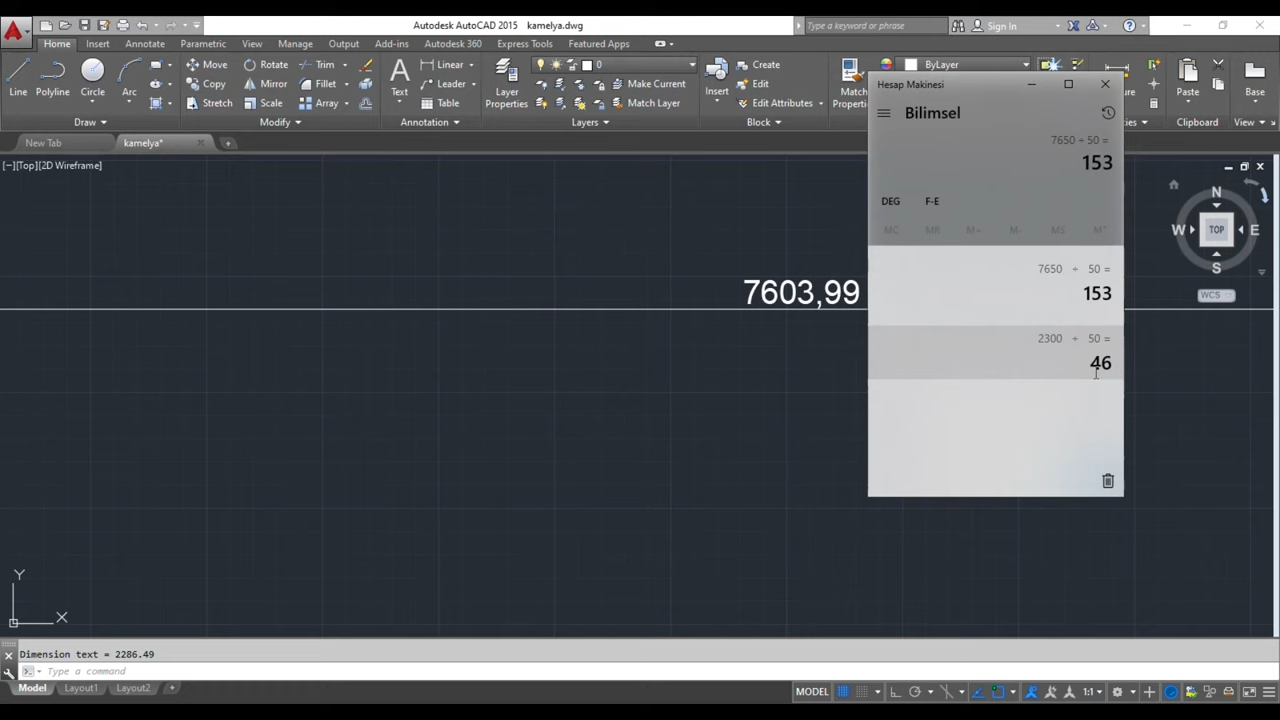 Autodesk AutoCAD 2015 kamelya.dwg
Type a keyword or phrase
Sign In
Home
Insert
Annotate
Parametric
View
Manage
Output
Add-ins
Autodesk 360
Express Tools
Featured Apps
Line
Polyline
Circle
Arc
Move
Rotate
Trim
Copy
Mirror
Fillet
Stretch
Scale
Array
Text
Linear
Leader
Table
Layer
Properties
0
Make Current
Match Layer
Insert
Create
Edit
Edit Attributes
Match
ByLayer
Paste
Base
Draw
Modify
Annotation
Layers
Block
Clipboard
View
New Tab
kamelya*
[−][Top][2D Wireframe]
Hesap Makinesi
Bilimsel
7650 ÷ 50 =
153
DEG
F-E
MC
MR
M+
M-
MS
M˅
7650 ÷ 50 =
153
2300 ÷ 50 =
46
7603,99
N
W
TOP
E
S
WCS
Y
X
Dimension text = 2286.49
Type a command
Model
Layout1
Layout2
MODEL
1:1